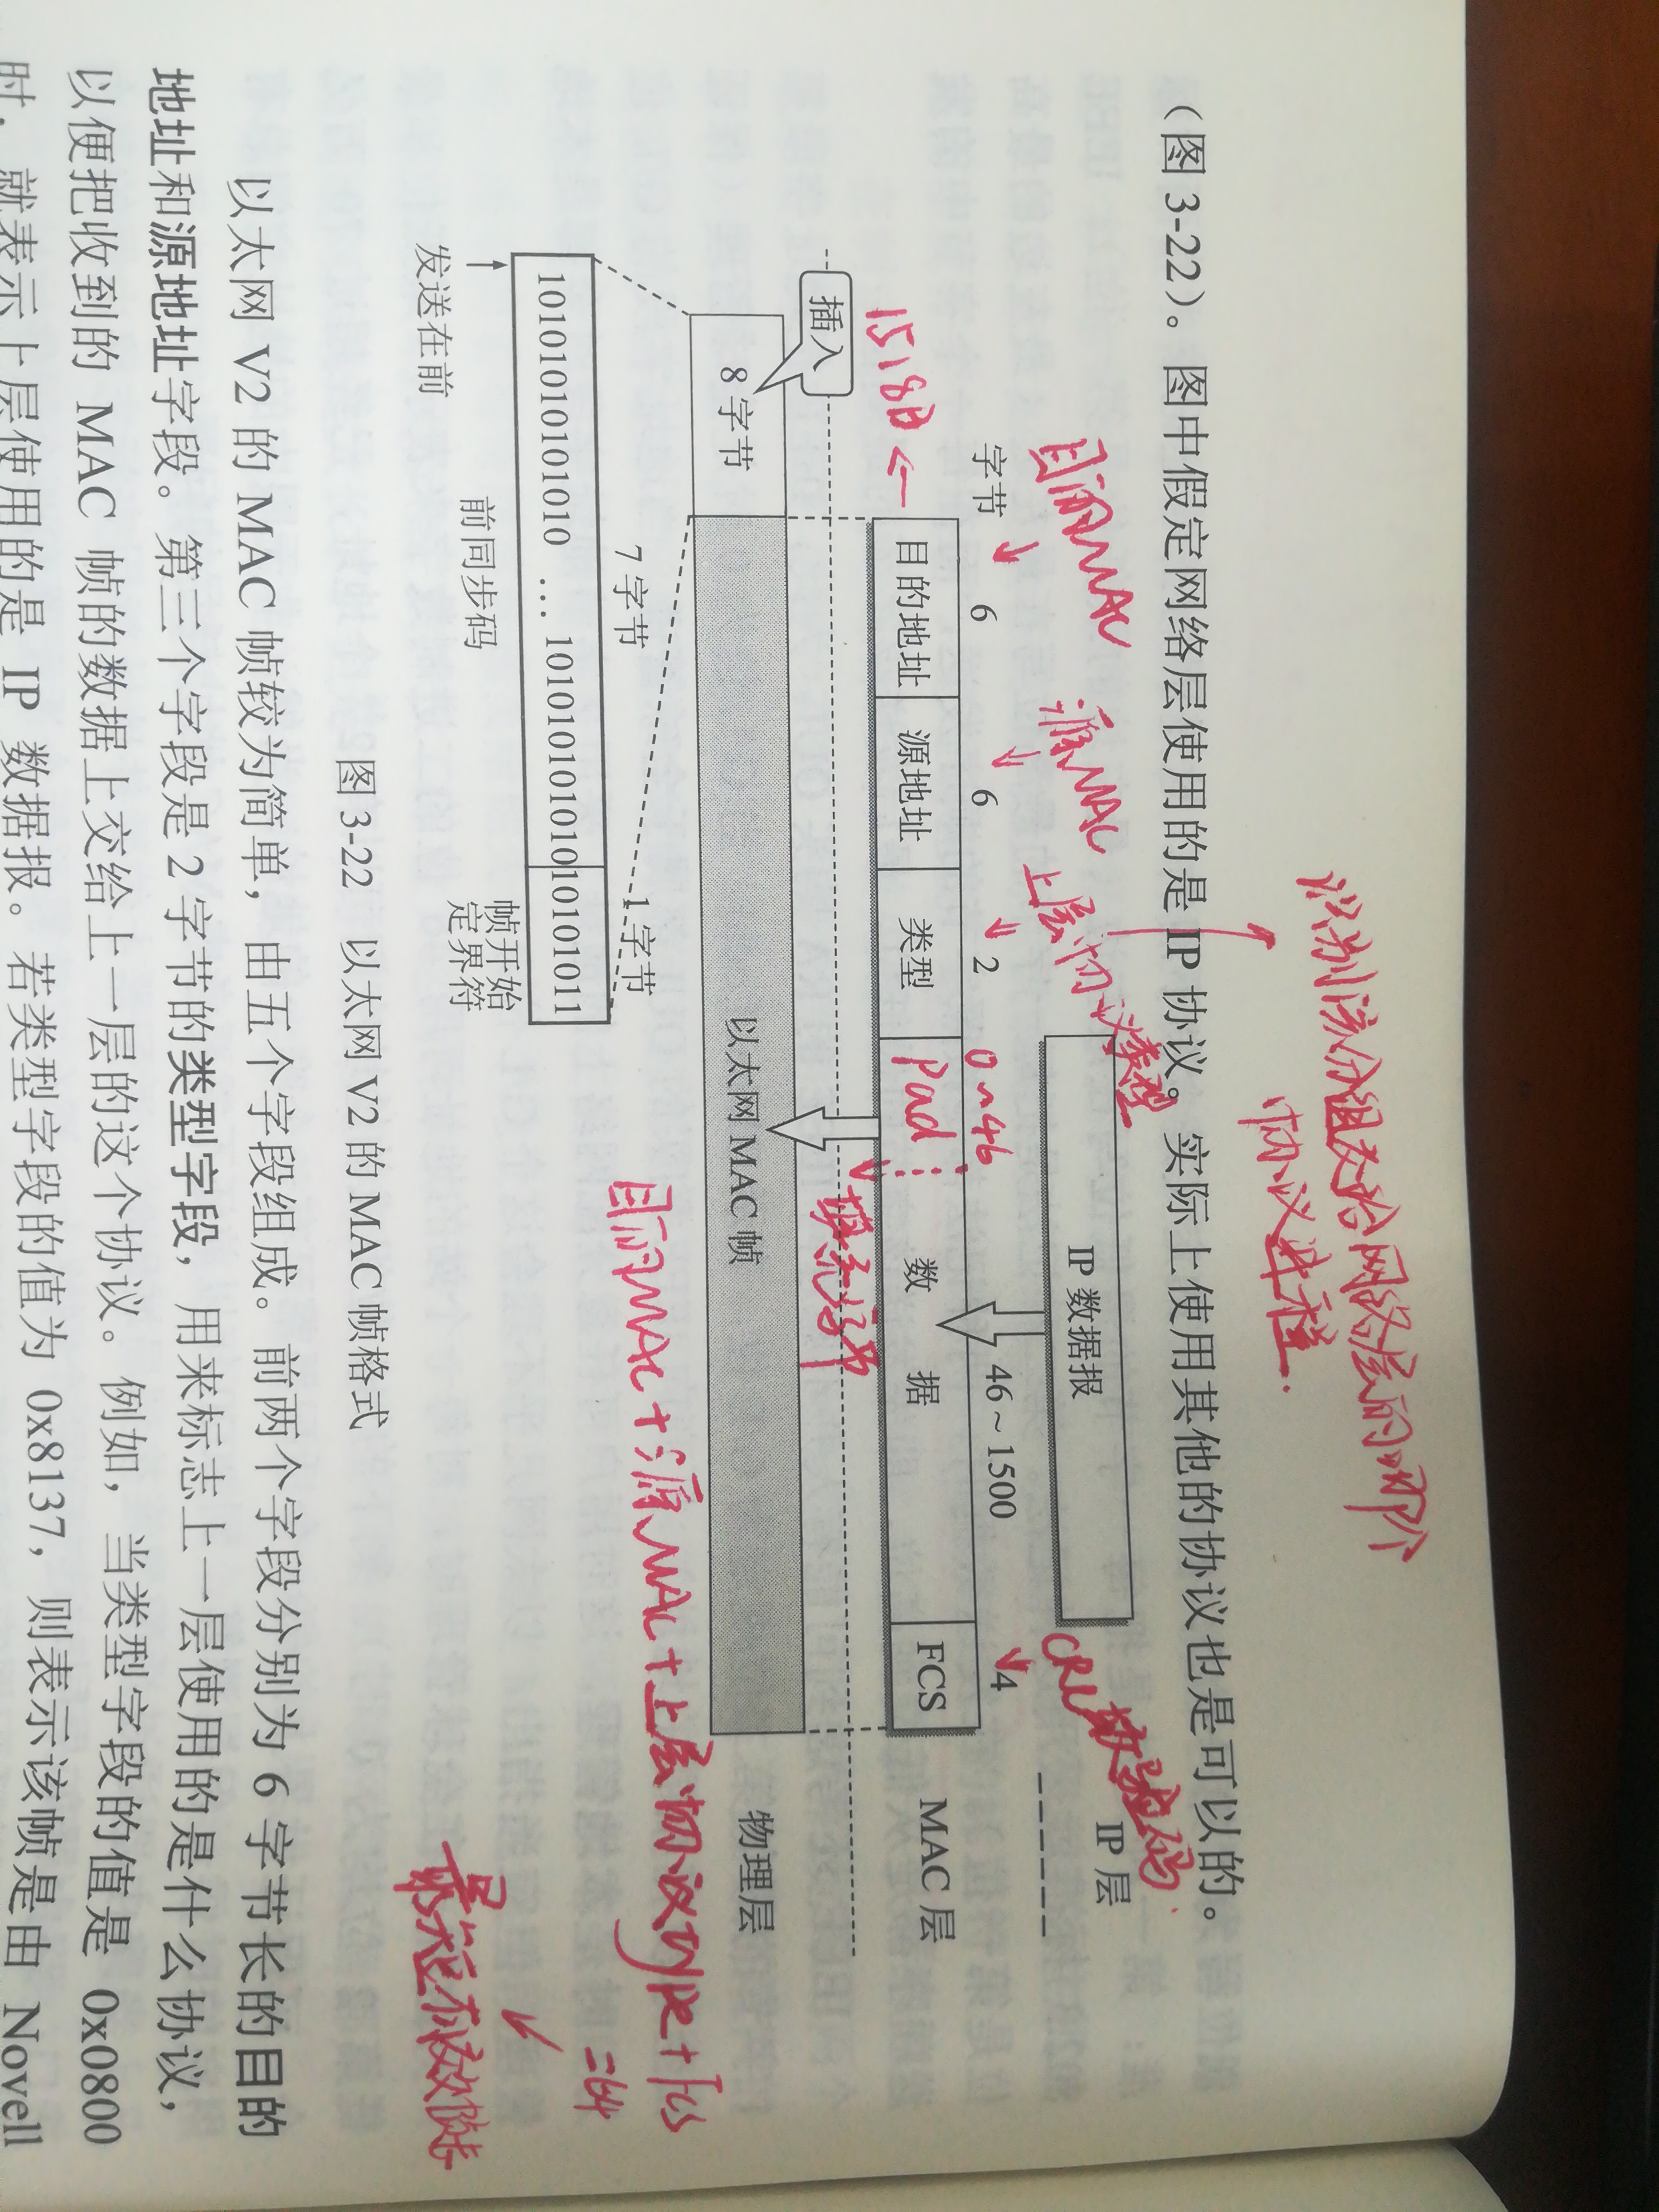 识别该分组交给网络层的哪个
协议进程.
（图 3-22）。图中假定网络层使用的是 IP 协议。实际上使用其他的协议也是可以的。
目的MAC 源MAC 上层协议类型 IP 数据报 CRC校验码 IP 层
字节 6 6 2 0~46 46 ~ 1500 4
1518B 目的地址 源地址 类型 Pad 数 据 FCS MAC 层
插入 填充字节
8 字节 以太网 MAC 帧 物理层
目的MAC+源MAC+上层协议type+Fcs
=64
最短有效帧长
7 字节 1 字节
10101010101010 … 101010101010 10101011
前同步码 帧开始
定界符
发送在前
图 3-22 以太网 V2 的 MAC 帧格式
以太网 V2 的 MAC 帧较为简单，由五个字段组成。前两个字段分别为 6 字节长的目的
地址和源地址字段。第三个字段是 2 字节的类型字段，用来标志上一层使用的是什么协议，
以便把收到的 MAC 帧的数据上交给上一层的这个协议。例如，当类型字段的值是 0x0800
时，就表示上层使用的是 IP 数据报。若类型字段的值为 0x8137，则表示该帧是由 Novell